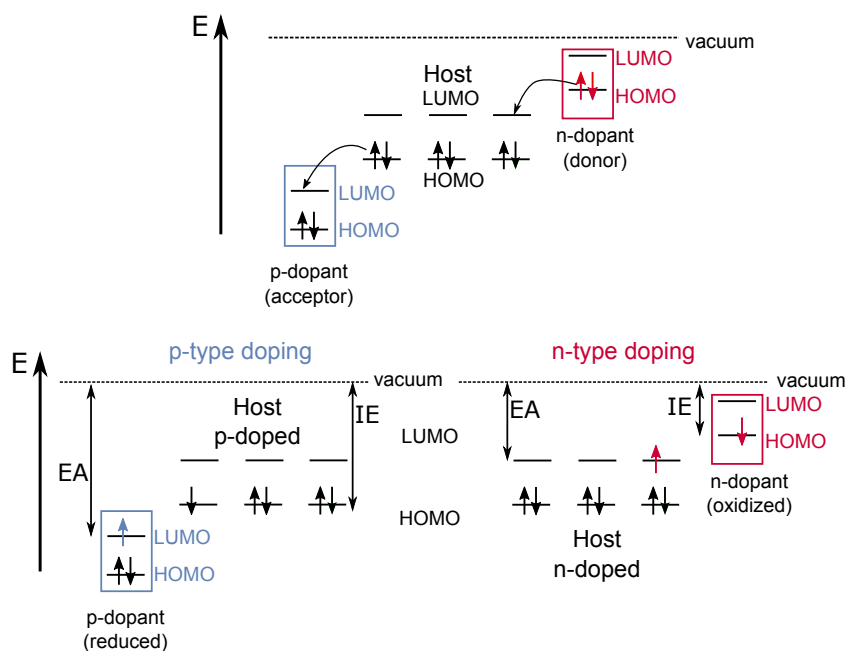 E
vacuum
LUMO
Host
LUMO
HOMO
n-dopant
(donor)
HOMO
LUMO
HOMO
p-dopant
(acceptor)
p-type doping
n-type doping
E
vacuum
vacuum
Host
p-doped
IE
EA
IE
LUMO
LUMO
HOMO
EA
n-dopant
(oxidized)
HOMO
LUMO
Host
n-doped
HOMO
p-dopant
(reduced)